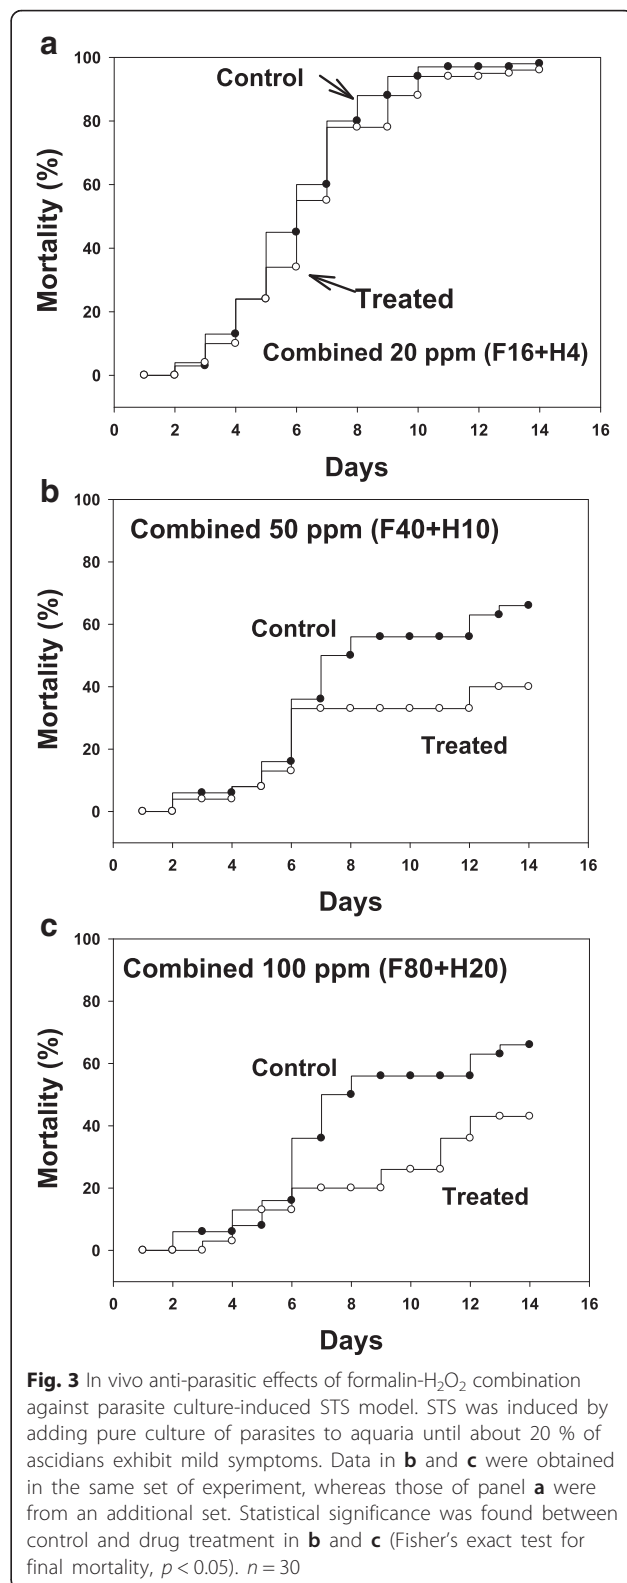 a
100
80
60
40
20
0
Mortality (%)
Control
Treated
Combined 20 ppm (F16+H4)
0 2 4 6 8 10 12 14 16
Days
b
100
80
60
40
20
0
Mortality (%)
Combined 50 ppm (F40+H10)
Control
Treated
0 2 4 6 8 10 12 14 16
Days
c
100
80
60
40
20
0
Mortality (%)
Combined 100 ppm (F80+H20)
Control
Treated
0 2 4 6 8 10 12 14 16
Days
Fig. 3 In vivo anti-parasitic effects of formalin-H₂O₂ combination
against parasite culture-induced STS model. STS was induced by
adding pure culture of parasites to aquaria until about 20 % of
ascidians exhibit mild symptoms. Data in b and c were obtained
in the same set of experiment, whereas those of panel a were
from an additional set. Statistical significance was found between
control and drug treatment in b and c (Fisher's exact test for
final mortality, p < 0.05). n = 30